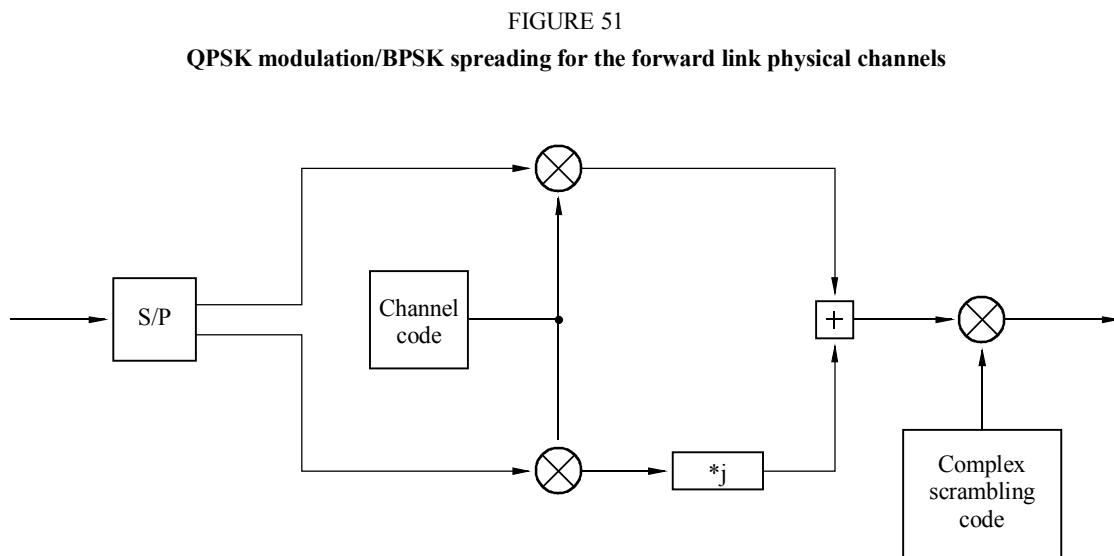 FIGURE 51
QPSK modulation/BPSK spreading for the forward link physical channels
S/P
Channel
code
+
*j
Complex
scrambling
code